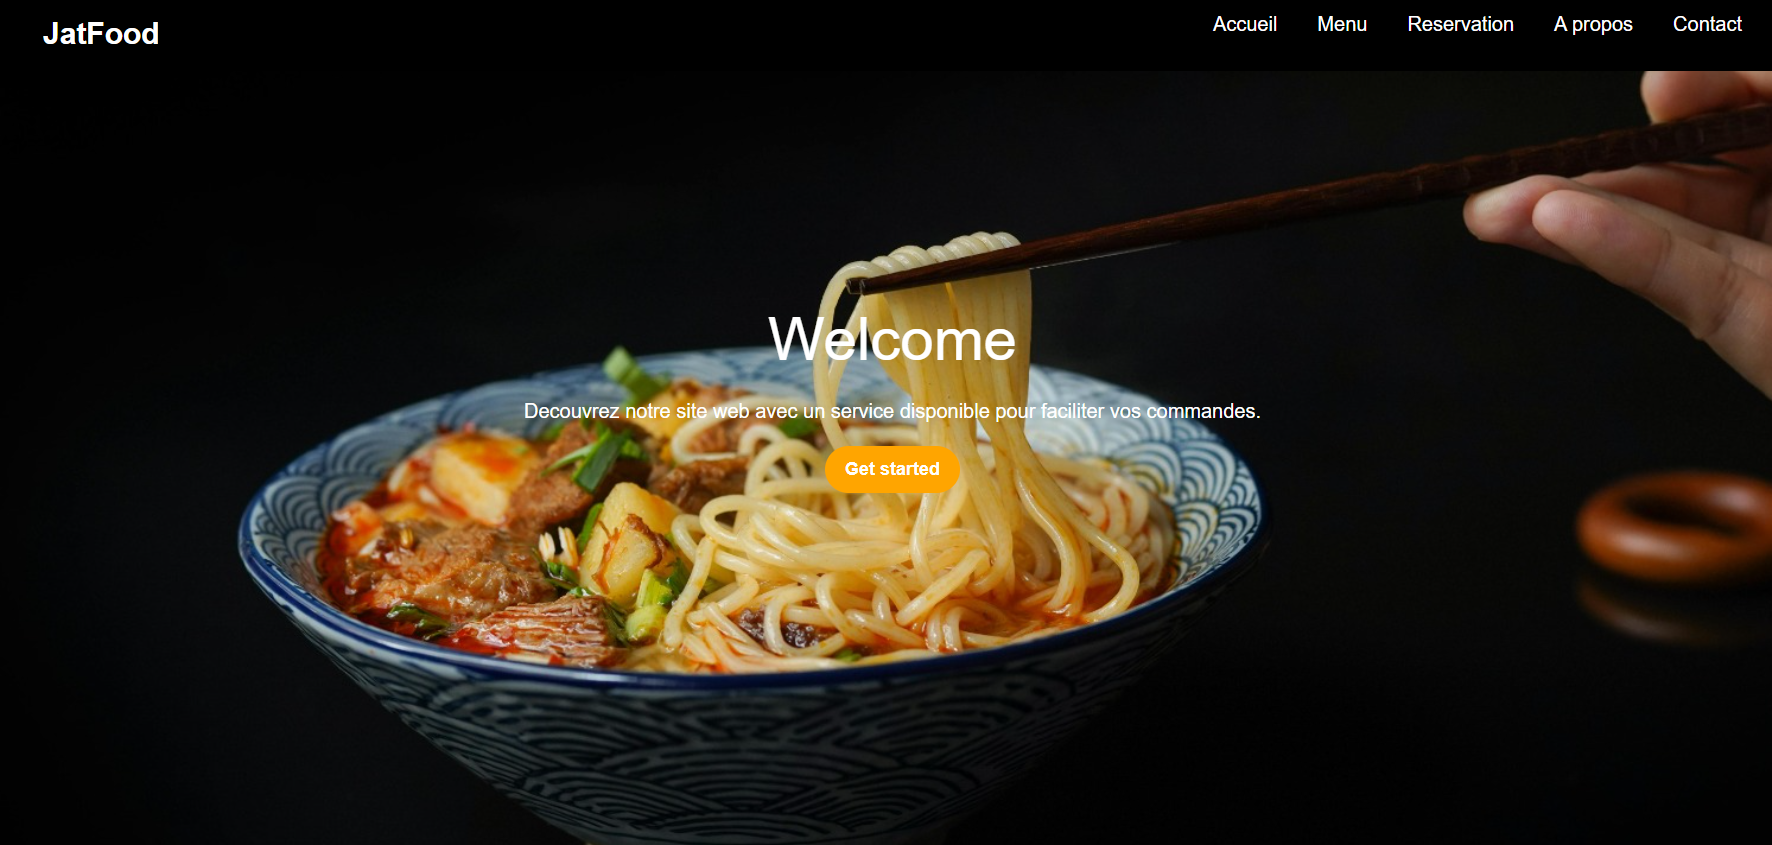 JatFood
Accueil Menu Reservation A propos Contact
Welcome
Decouvrez notre site web avec un service disponible pour faciliter vos commandes.
Get started